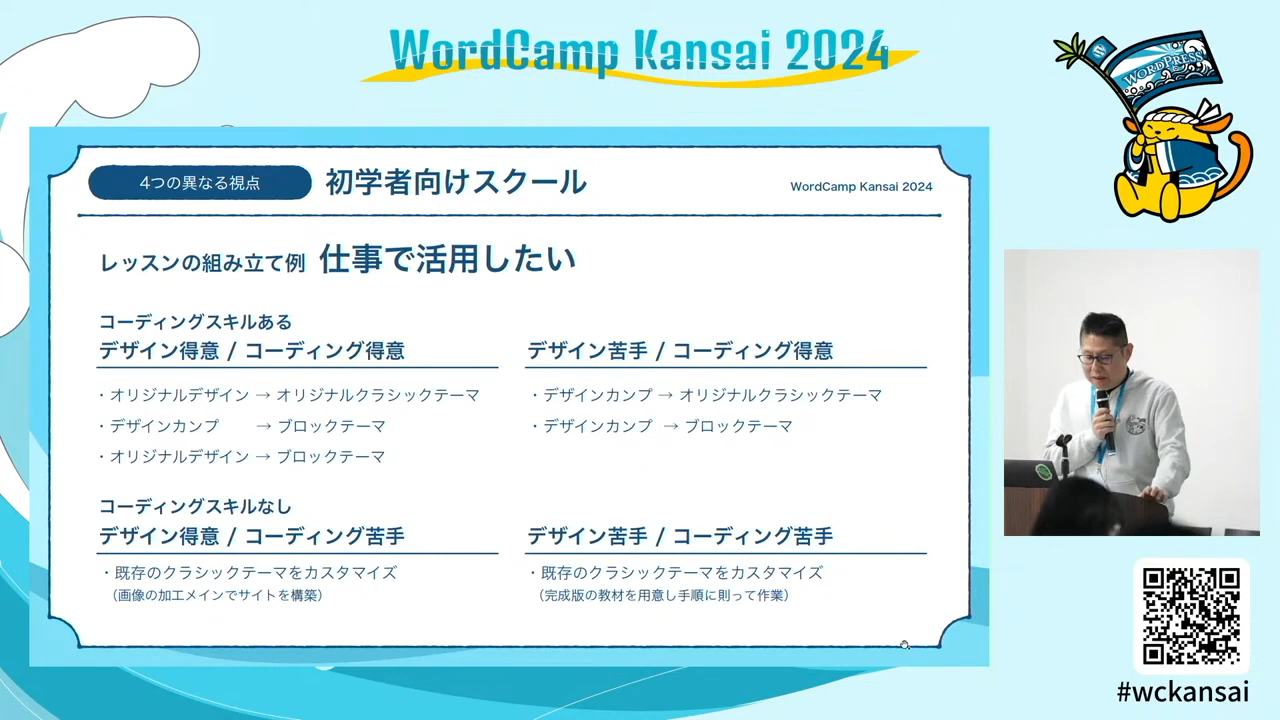 WordCamp Kansai 2024
WORDPRESS
4つの異なる視点
初学者向けスクール
WordCamp Kansai 2024
レッスンの組み立て例 仕事で活用したい
コーディングスキルある
デザイン得意 / コーディング得意
・オリジナルデザイン → オリジナルクラシックテーマ
・デザインカンプ → ブロックテーマ
・オリジナルデザイン → ブロックテーマ
デザイン苦手 / コーディング得意
・デザインカンプ → オリジナルクラシックテーマ
・デザインカンプ → ブロックテーマ
コーディングスキルなし
デザイン得意 / コーディング苦手
・既存のクラシックテーマをカスタマイズ
（画像の加工メインでサイトを構築）
デザイン苦手 / コーディング苦手
・既存のクラシックテーマをカスタマイズ
（完成版の教材を用意し手順に則って作業）
#wckansai